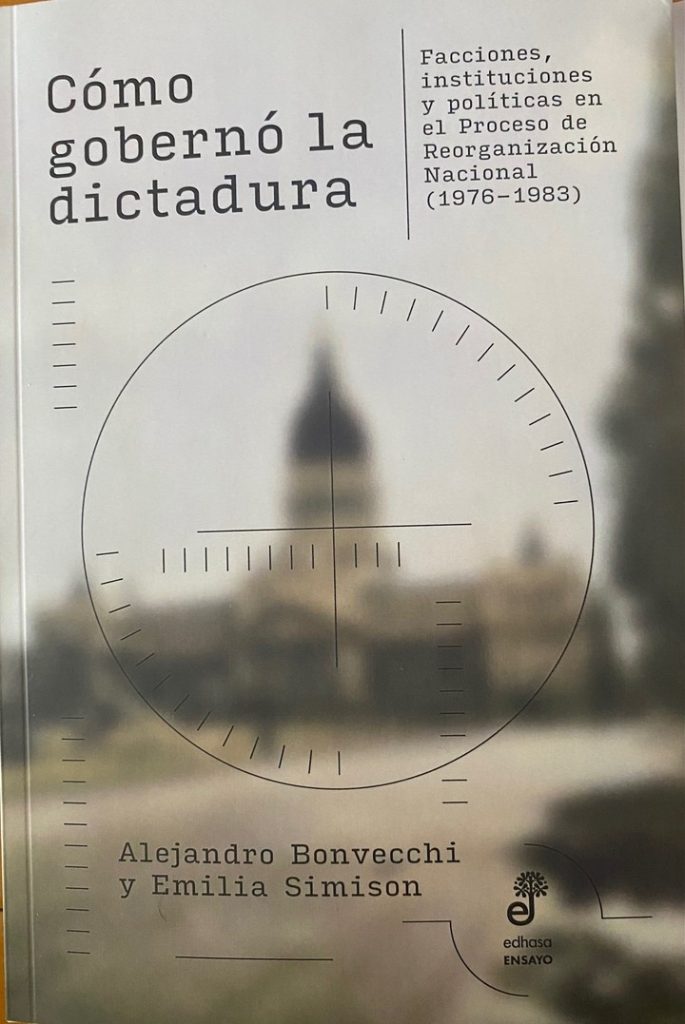 Cómo
gobernó la
dictadura
Facciones,
instituciones
y políticas en
el Proceso de
Reorganización
Nacional
(1976–1983)
Alejandro Bonvecchi
y Emilia Simison
e
edhasa
ENSAYO